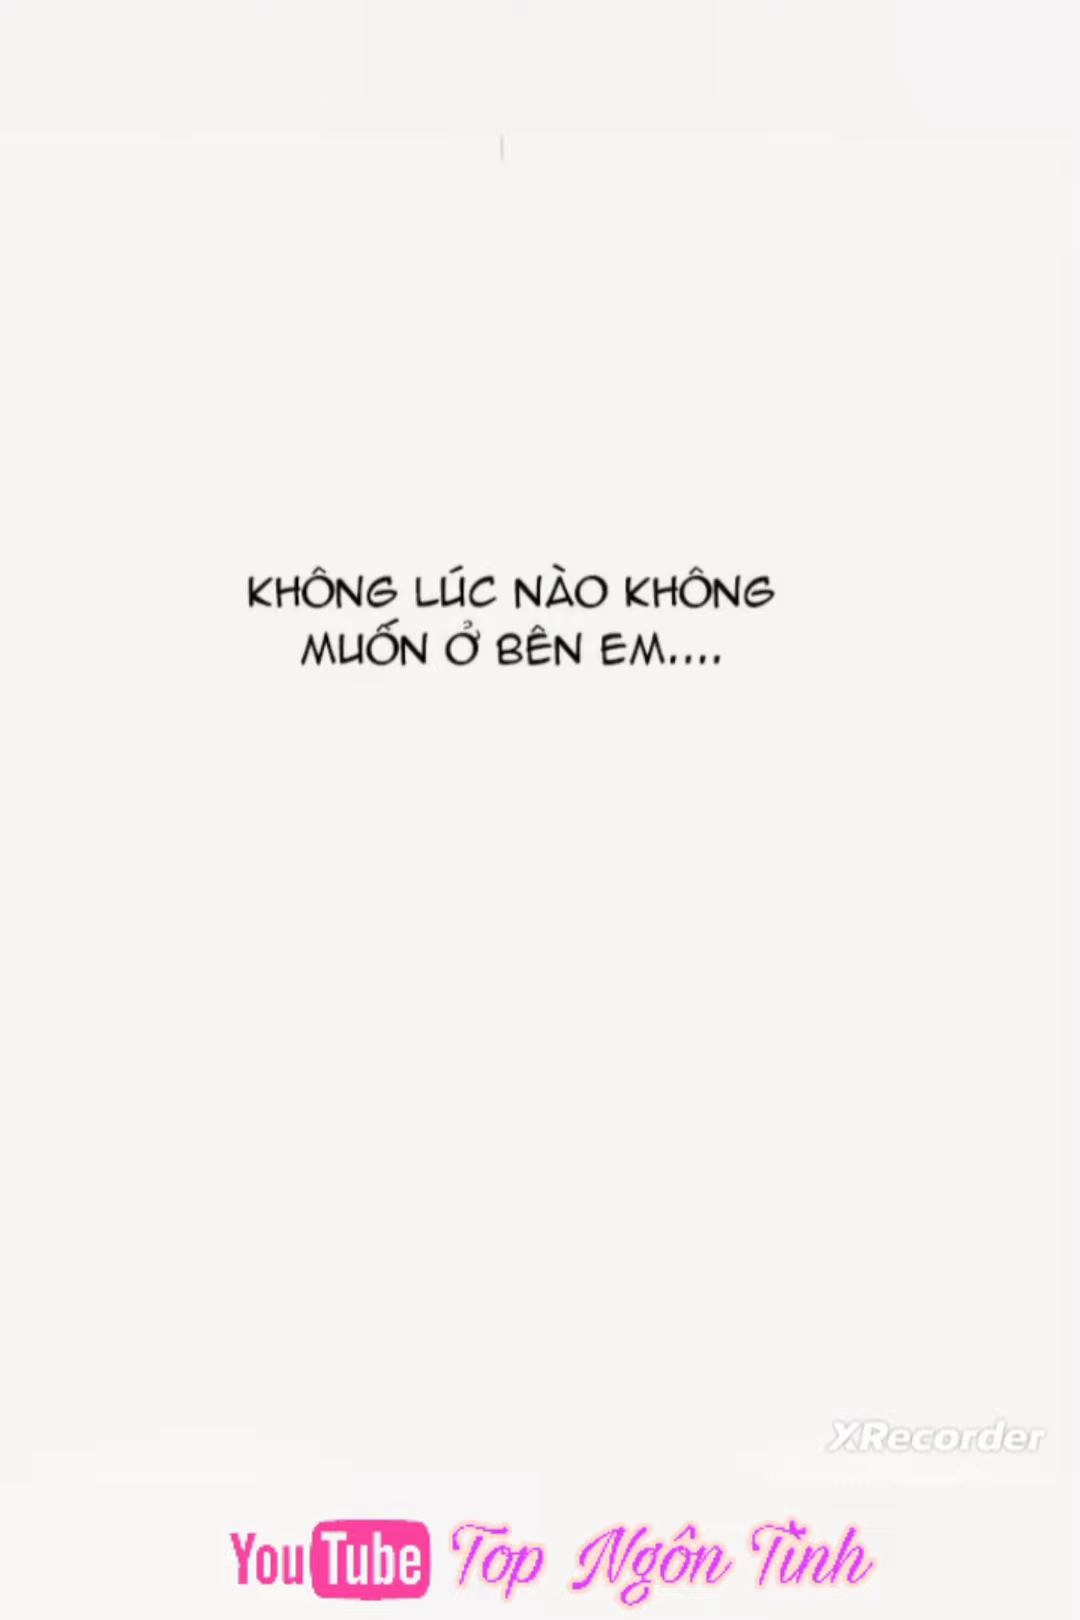 KHÔNG LÚC NÀO KHÔNG
MUỐN Ở BÊN EM....
XRecorder
YouTube Top Ngôn Tình